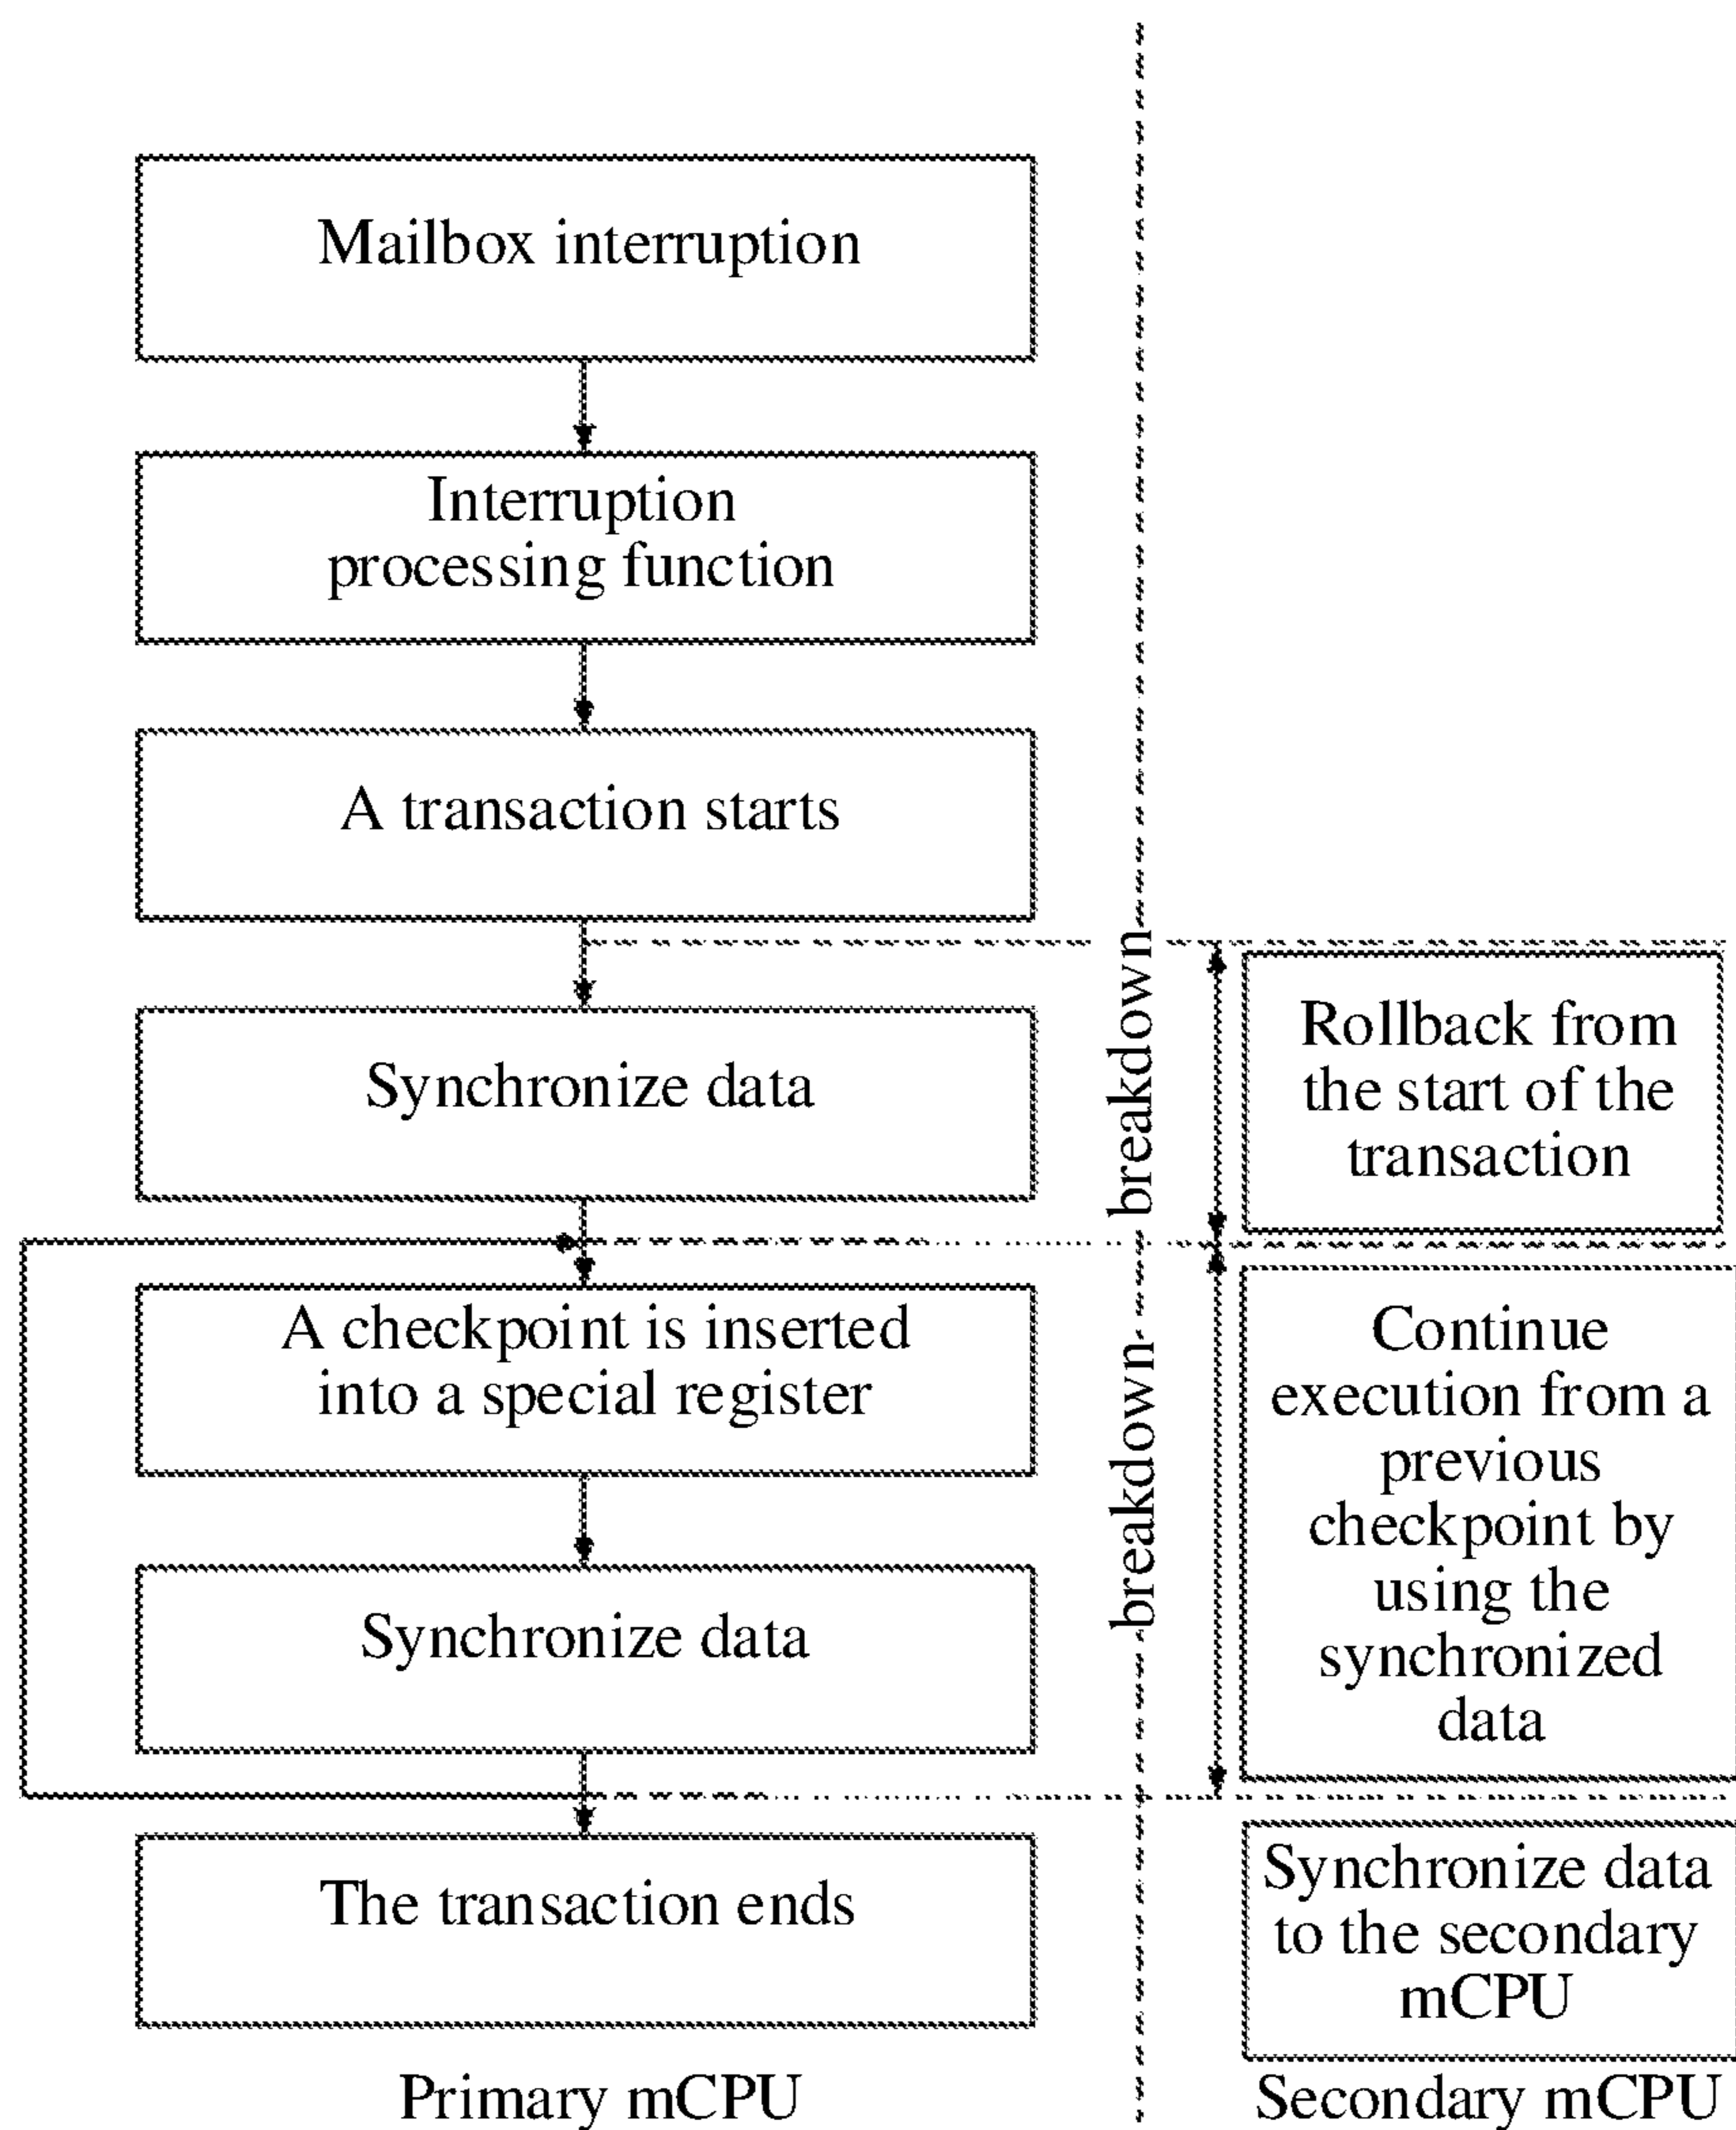 Mailbox interruption
Interruption
processing function
A transaction starts
Synchronize data
A checkpoint is inserted
into a special register
Synchronize data
The transaction ends
Primary mCPU
breakdown
breakdown
Rollback from
the start of the
transaction
Continue
execution from a
previous
checkpoint by
using the
synchronized
data
Synchronize data
to the secondary
mCPU
Secondary mCPU